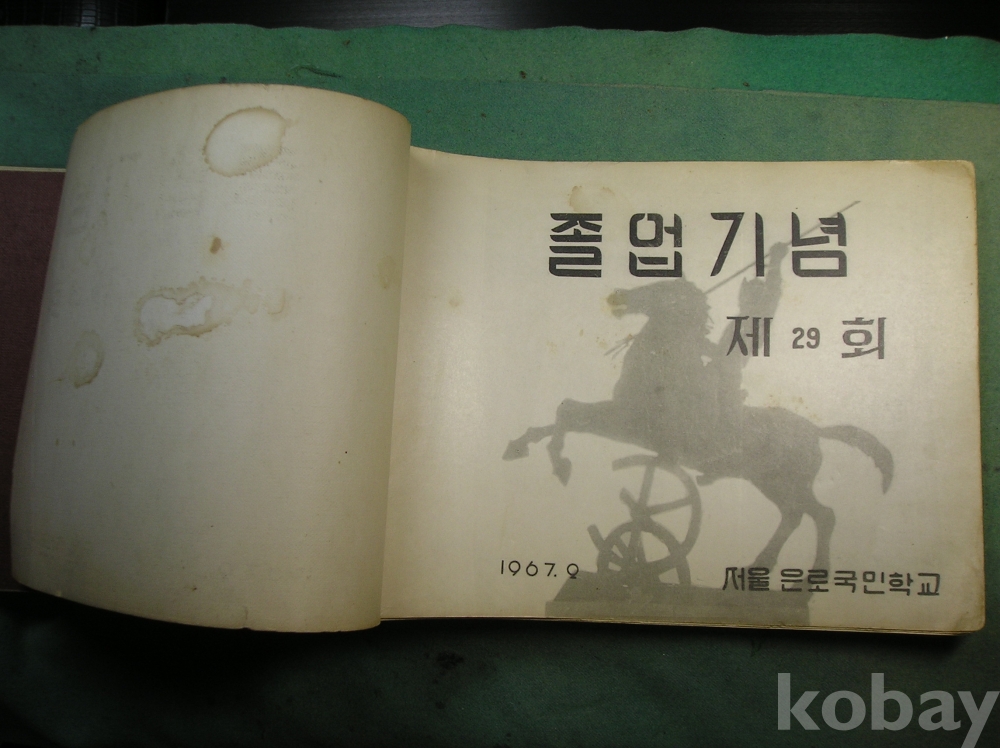 졸업기념
제 29 회
1967. 2
서울 은로국민학교
kobay